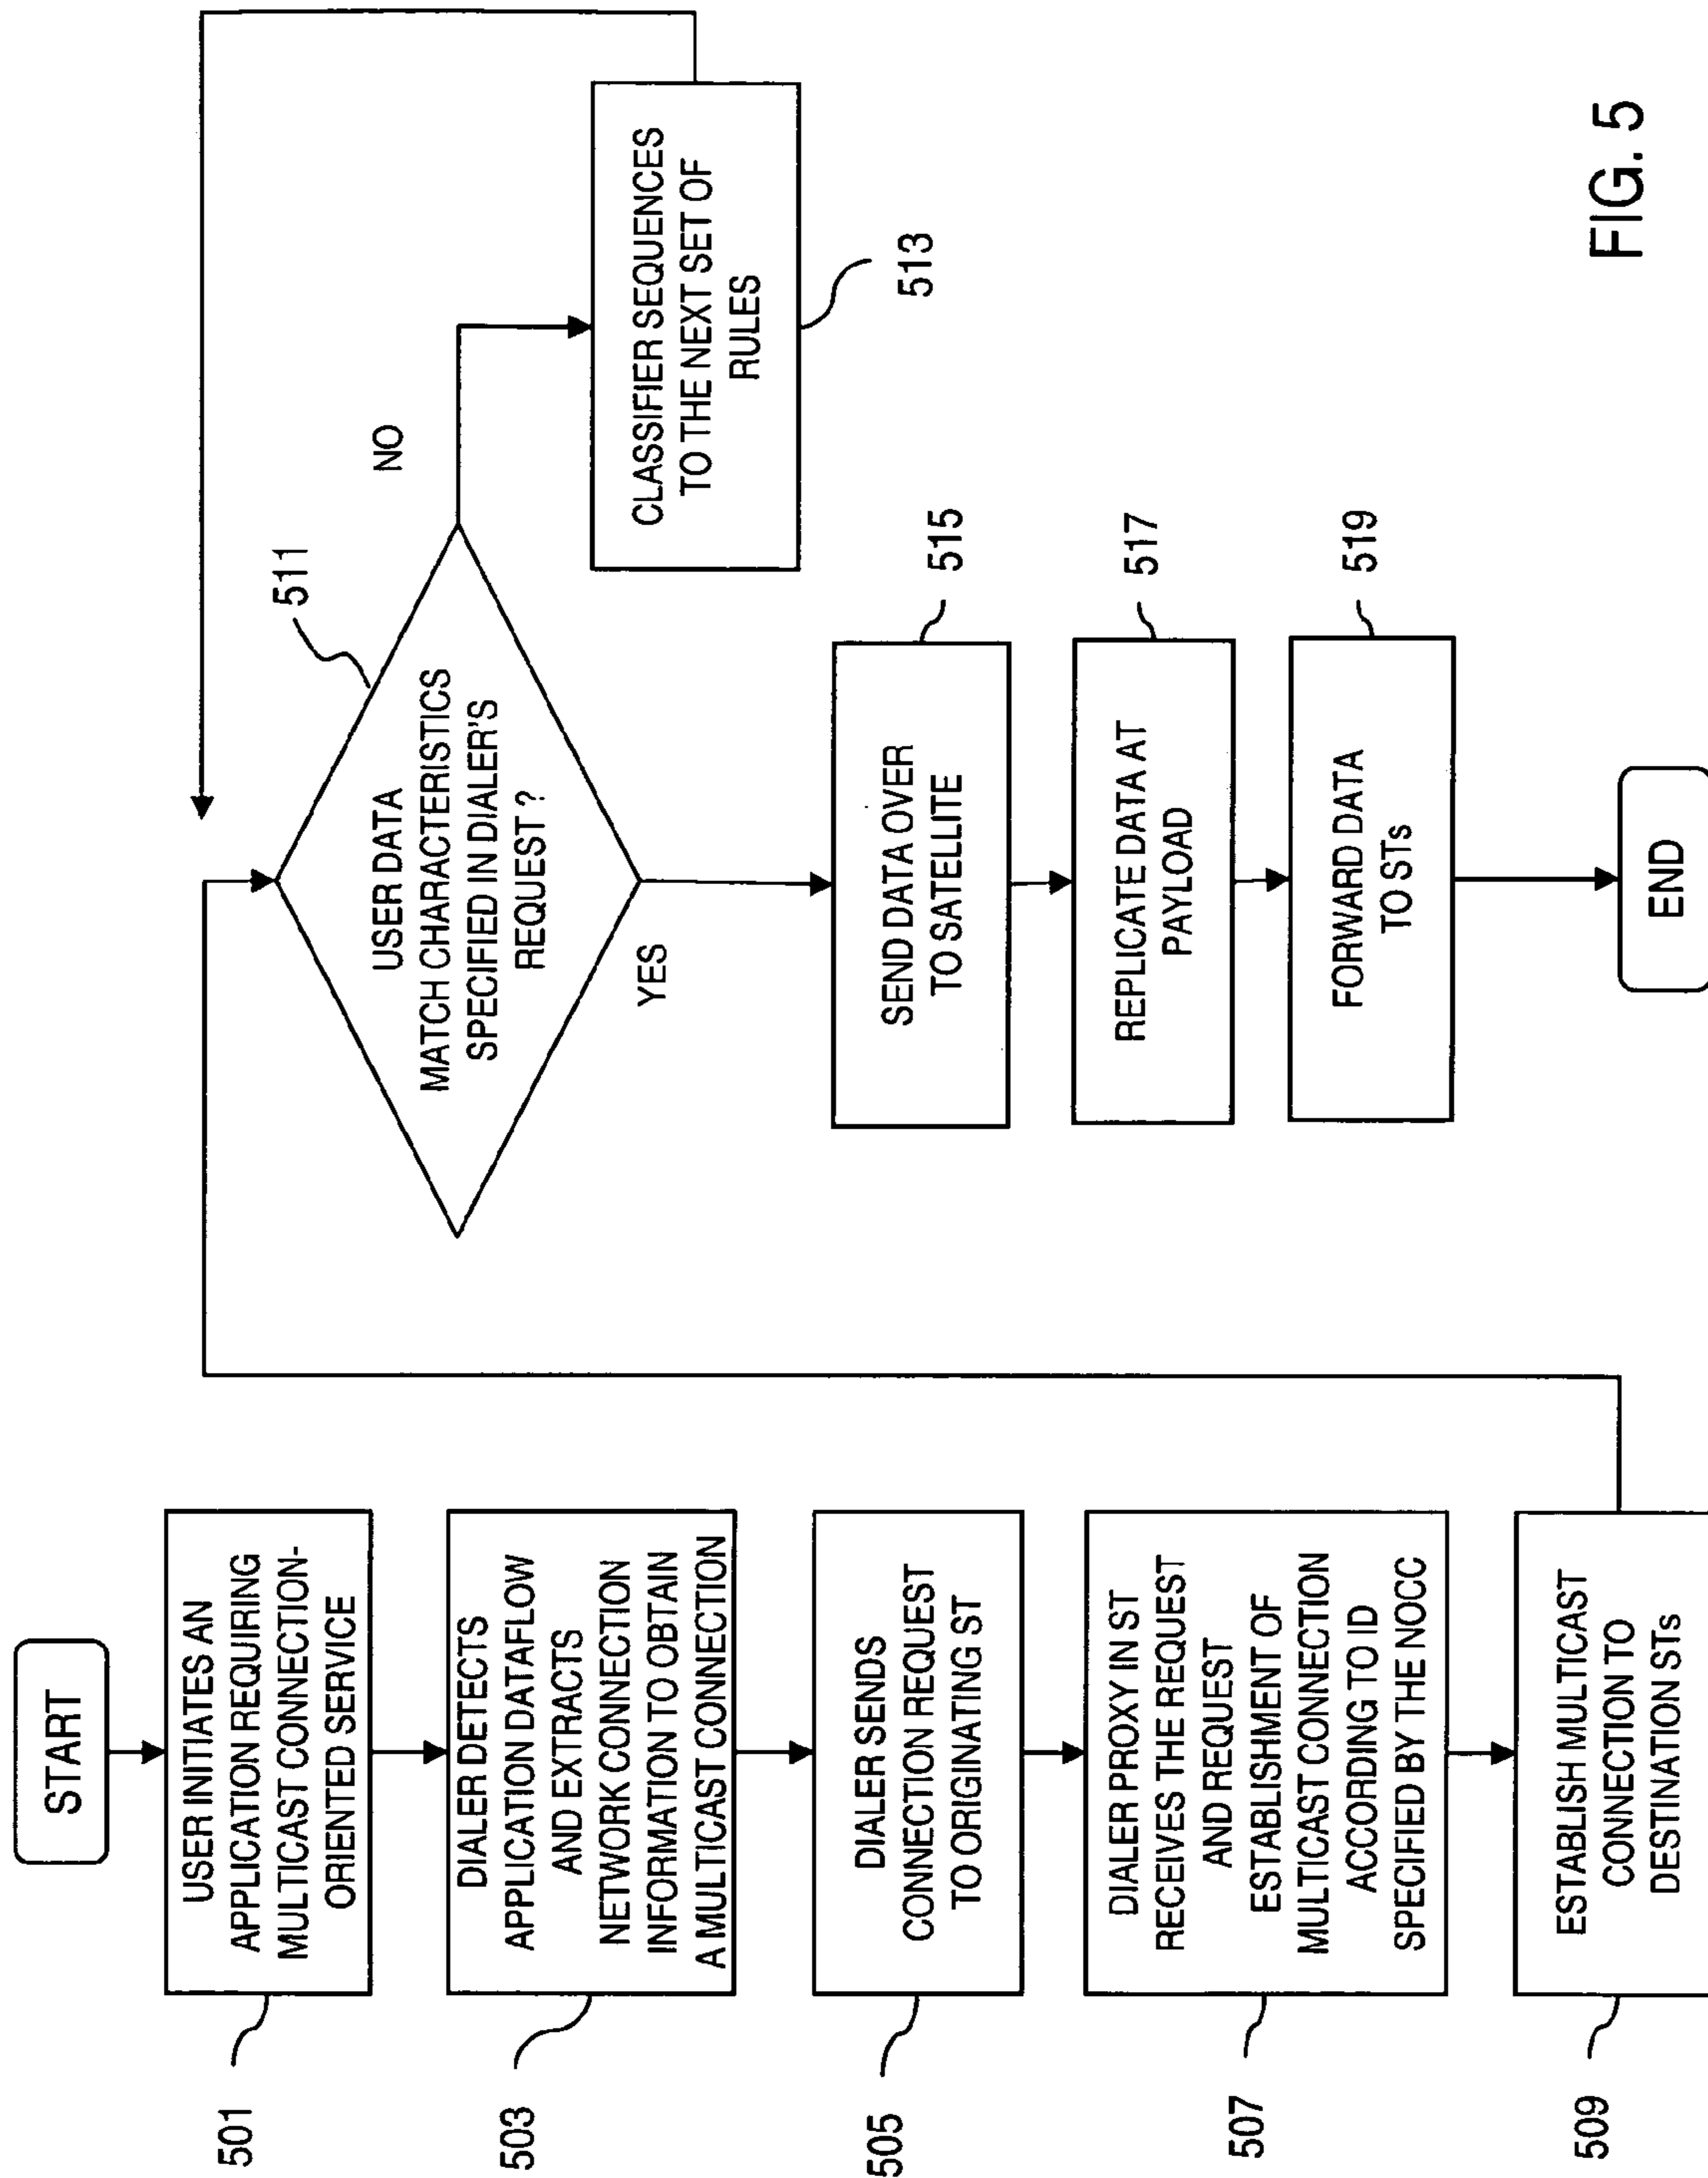 START
501
USER INITIATES AN
APPLICATION REQUIRING
MULTICAST CONNECTION-
ORIENTED SERVICE
503
DIALER DETECTS
APPLICATION DATAFLOW
AND EXTRACTS
NETWORK CONNECTION
INFORMATION TO OBTAIN
A MULTICAST CONNECTION
505
DIALER SENDS
CONNECTION REQUEST
TO ORIGINATING ST
507
DIALER PROXY IN ST
RECEIVES THE REQUEST
AND REQUEST
ESTABLISHMENT OF
MULTICAST CONNECTION
ACCORDING TO ID
SPECIFIED BY THE NOCC
509
ESTABLISH MULTICAST
CONNECTION TO
DESTINATION STs
511
USER DATA
MATCH CHARACTERISTICS
SPECIFIED IN DIALER'S
REQUEST ?
NO
YES
CLASSIFIER SEQUENCES
TO THE NEXT SET OF
RULES
513
SEND DATA OVER
TO SATELLITE
515
REPLICATE DATA AT
PAYLOAD
517
FORWARD DATA
TO STs
519
END
FIG. 5